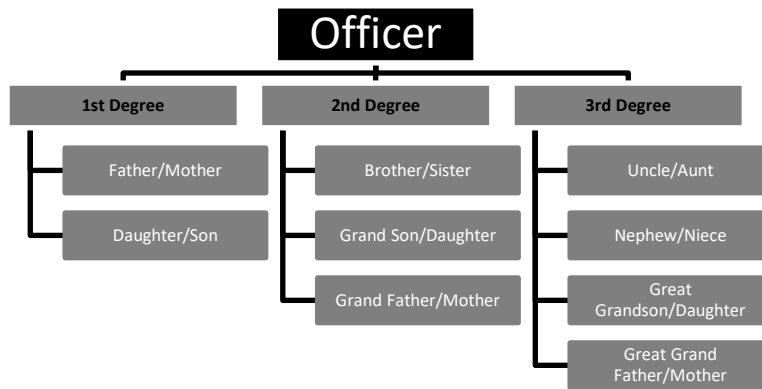 Officer
1st Degree
Father/Mother
Daughter/Son
2nd Degree
Brother/Sister
Grand Son/Daughter
Grand Father/Mother
3rd Degree
Uncle/Aunt
Nephew/Niece
Great
Grandson/Daughter
Great Grand
Father/Mother